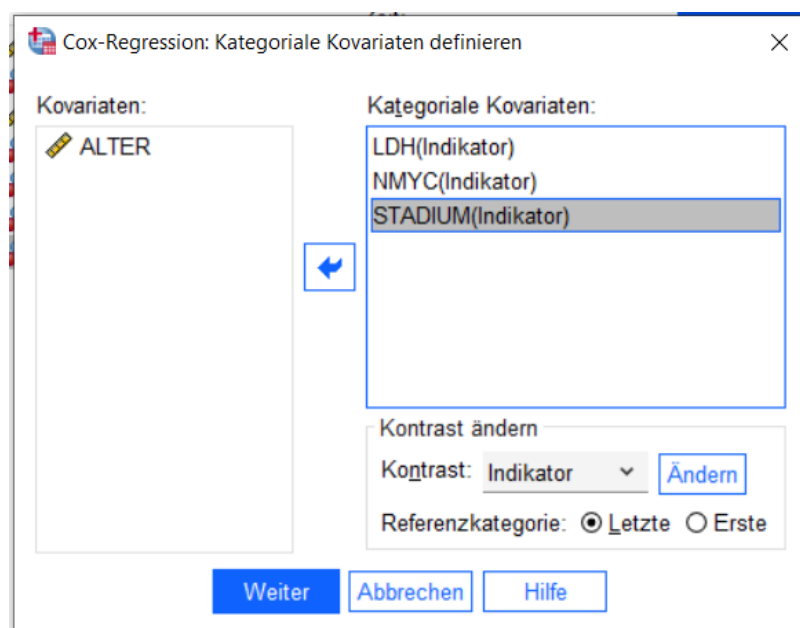 Cox-Regression: Kategoriale Kovariaten definieren
Kovariaten:
ALTER
Kategoriale Kovariaten:
LDH(Indikator)
NMYC(Indikator)
STADIUM(Indikator)
Kontrast ändern
Kontrast: Indikator Ändern
Referenzkategorie: Letzte Erste
Weiter Abbrechen Hilfe